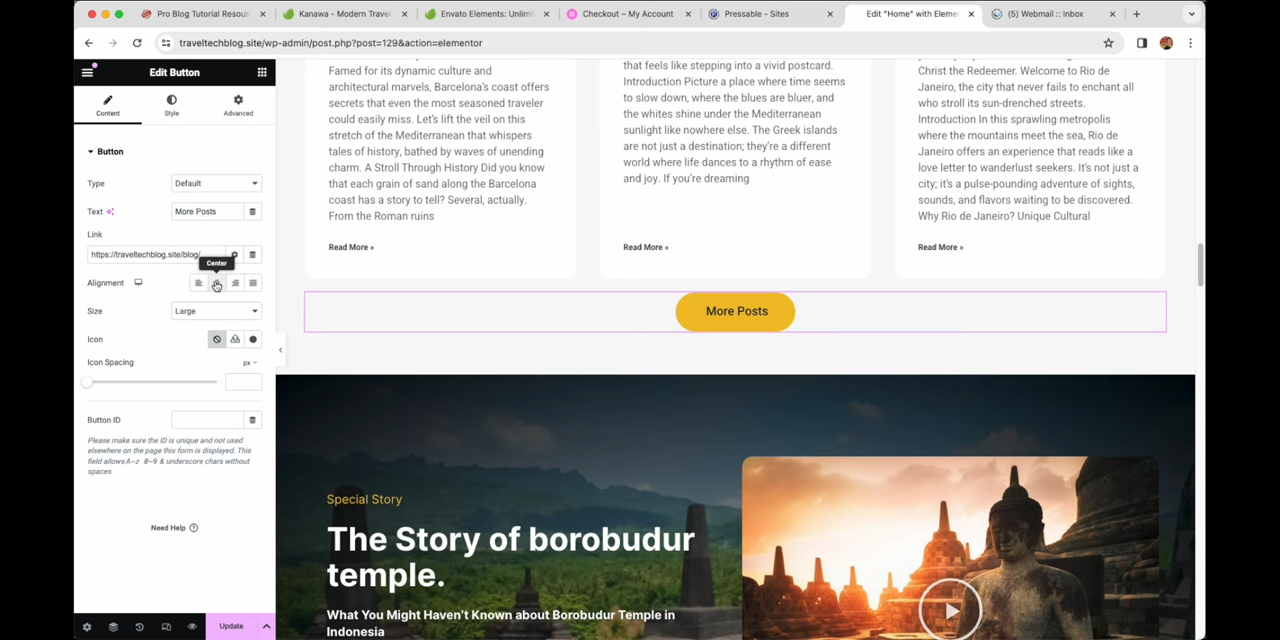 Pro Blog Tutorial Resour
Kanawa - Modern Travel
Envato Elements: Unlimi
Checkout – My Account
Pressable - Sites
Edit "Home" with Elemen
(5) Webmail :: Inbox
traveltechblog.site/wp-admin/post.php?post=129&action=elementor
Edit Button
Content
Style
Advanced
Button
Type
Default
Text
More Posts
Link
https://traveltechblog.site/blog/
Center
Alignment
Size
Large
Icon
Icon Spacing
px
Button ID
Please make sure the ID is unique and not used
elsewhere on the page this form is displayed. This
field allows A-z 0-9 & underscore chars without
spaces.
Need Help
Update
Famed for its dynamic culture and
architectural marvels, Barcelona's coast offers
secrets that even the most seasoned traveler
could easily miss. Let's lift the veil on this
stretch of the Mediterranean that whispers
tales of history, bathed by waves of unending
charm. A Stroll Through History Did you know
that each grain of sand along the Barcelona
coast has a story to tell? Several, actually.
From the Roman ruins
Read More »
that feels like stepping into a vivid postcard.
Introduction Picture a place where time seems
to slow down, where the blues are bluer, and
the whites shine under the Mediterranean
sunlight like nowhere else. The Greek islands
are not just a destination; they're a different
world where life dances to a rhythm of ease
and joy. If you're dreaming
Read More »
Christ the Redeemer. Welcome to Rio de
Janeiro, the city that never fails to enchant all
who stroll its sun-drenched streets.
Introduction In this sprawling metropolis
where the mountains meet the sea, Rio de
Janeiro offers an experience that reads like a
love letter to wanderlust seekers. It's not just a
city; it's a pulse-pounding adventure of sights,
sounds, and flavors waiting to be discovered.
Why Rio de Janeiro? Unique Cultural
Read More »
More Posts
Special Story
The Story of borobudur
temple.
What You Might Haven't Known about Borobudur Temple in
Indonesia